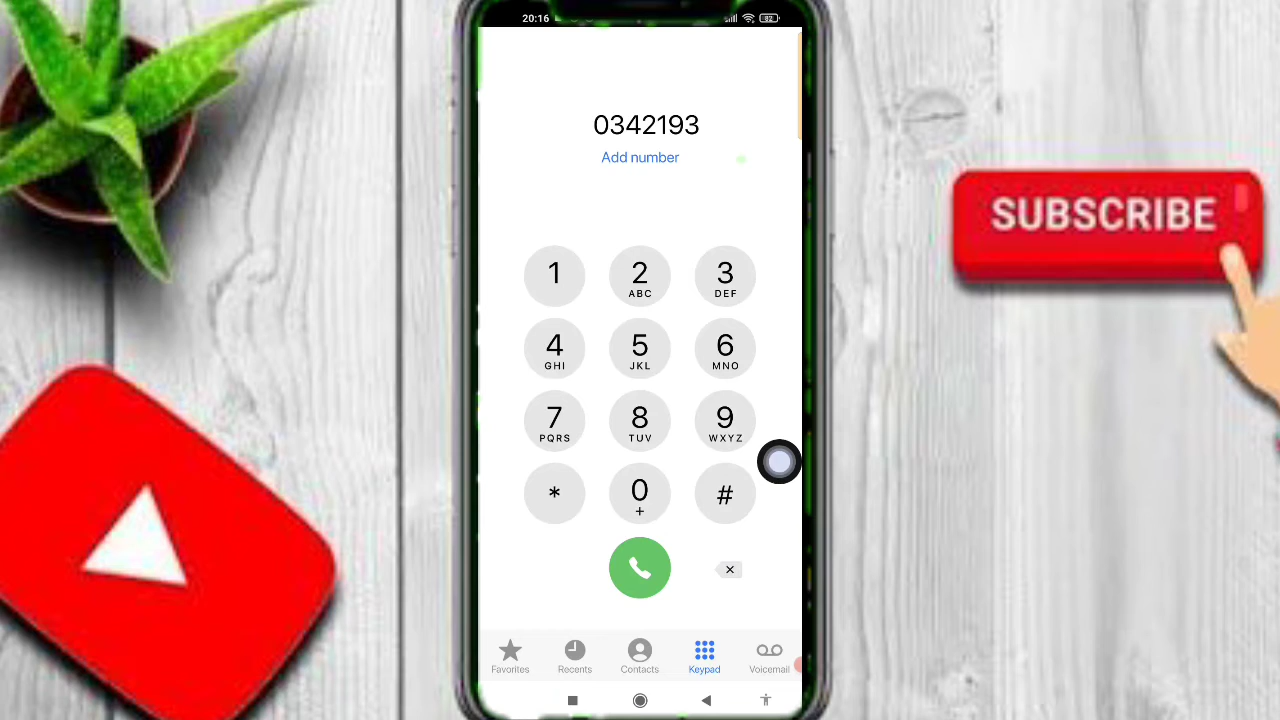 20:16
82
0342193
Add number
1
2
ABC
3
DEF
4
GHI
5
JKL
6
MNO
7
PQRS
8
TUV
9
WXYZ
*
0
+
#
Favorites
Recents
Contacts
Keypad
Voicemail
SUBSCRIBE